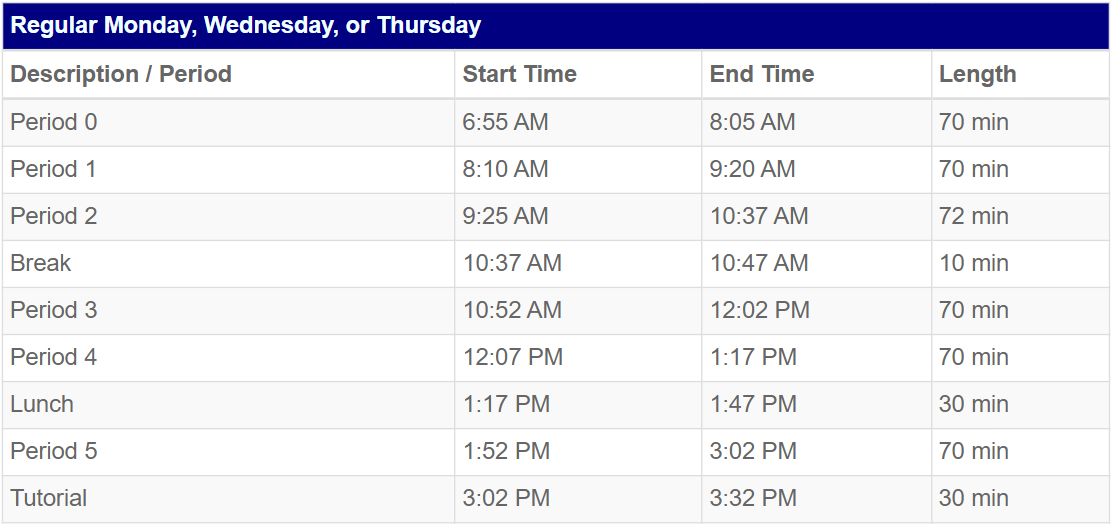 Regular Monday, Wednesday, or Thursday
Description / Period Start Time End Time Length
Period 0 6:55 AM 8:05 AM 70 min
Period 1 8:10 AM 9:20 AM 70 min
Period 2 9:25 AM 10:37 AM 72 min
Break 10:37 AM 10:47 AM 10 min
Period 3 10:52 AM 12:02 PM 70 min
Period 4 12:07 PM 1:17 PM 70 min
Lunch 1:17 PM 1:47 PM 30 min
Period 5 1:52 PM 3:02 PM 70 min
Tutorial 3:02 PM 3:32 PM 30 min